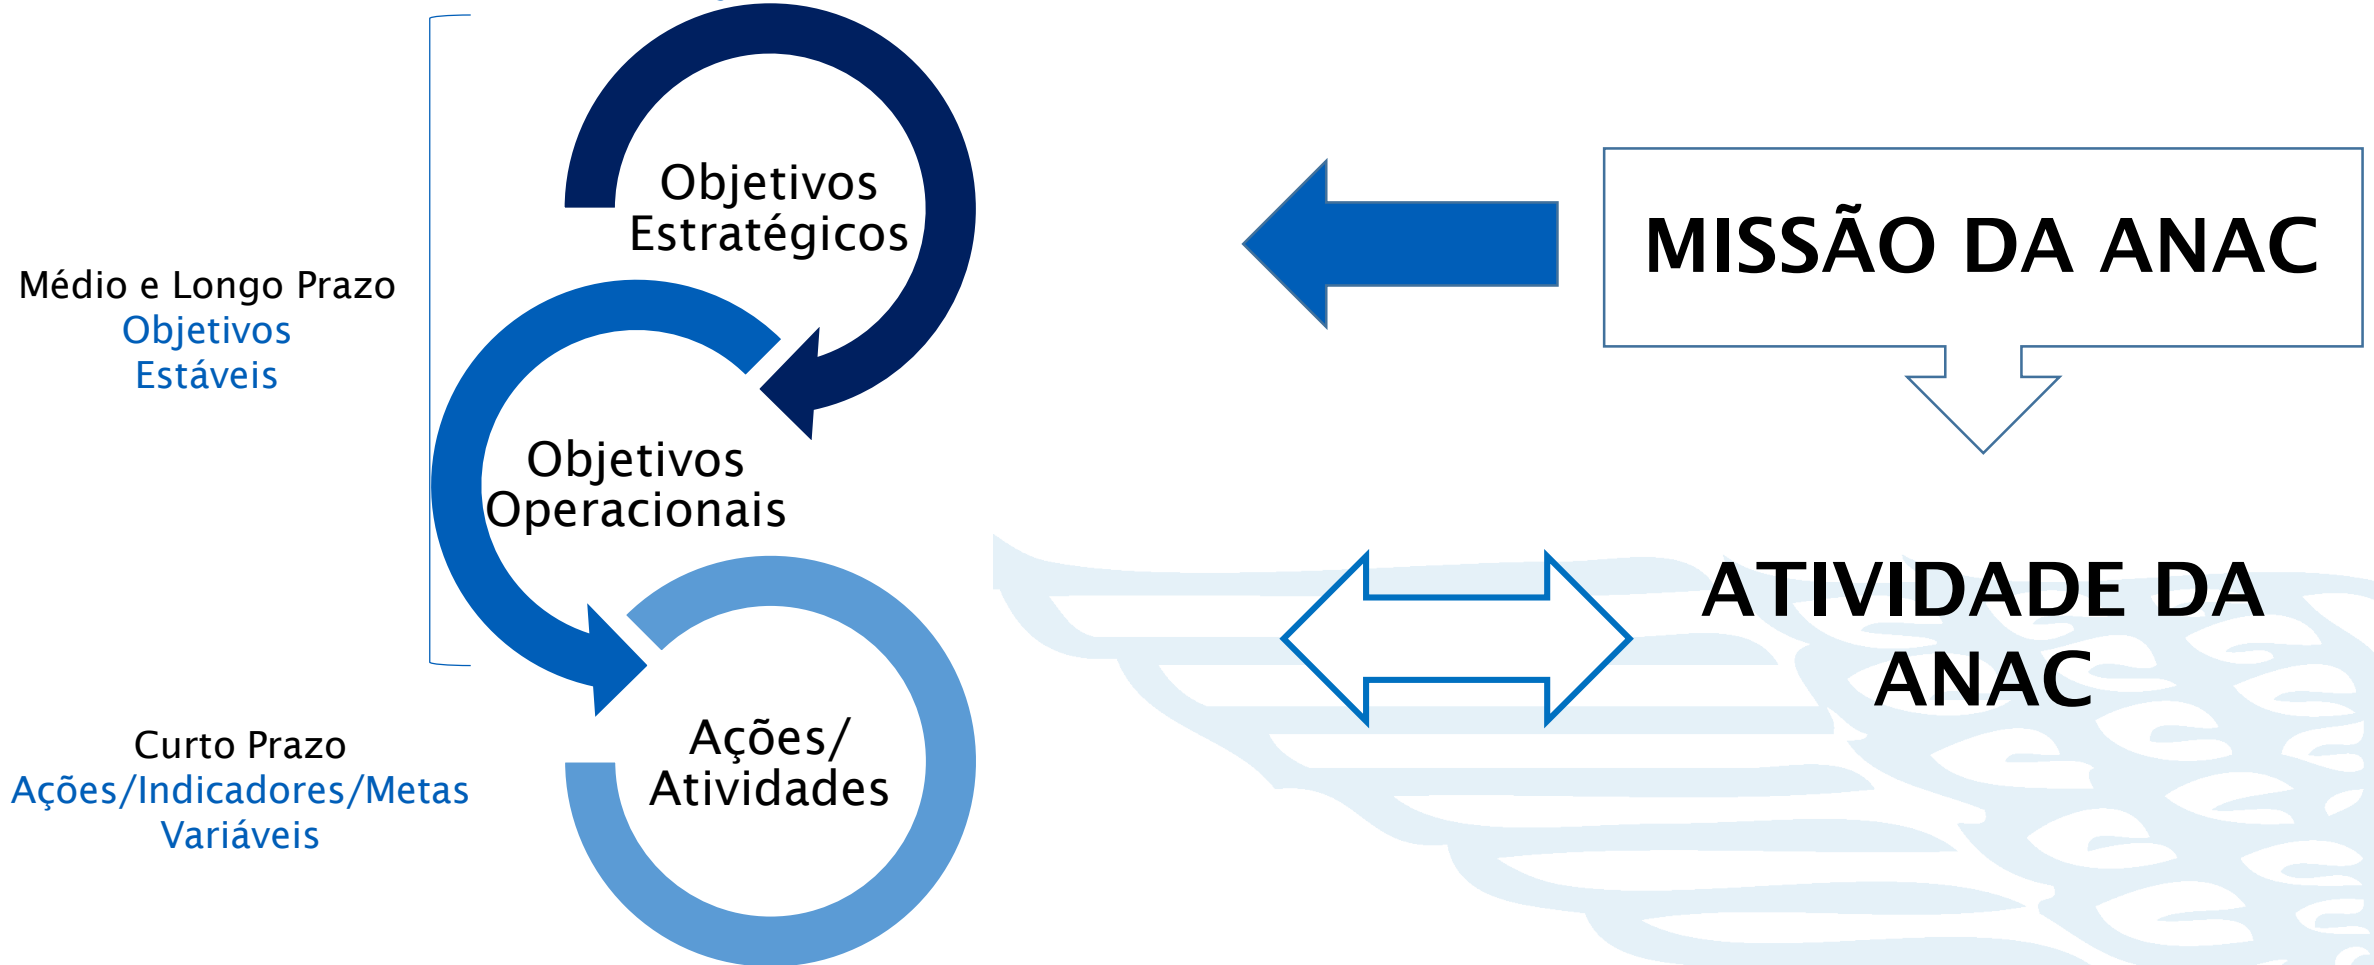 Objetivos
Estratégicos
MISSÃO DA ANAC
Médio e Longo Prazo
Objetivos
Estáveis
Objetivos
Operacionais
ATIVIDADE DA
ANAC
Ações/
Atividades
Curto Prazo
Ações/Indicadores/Metas
Variáveis